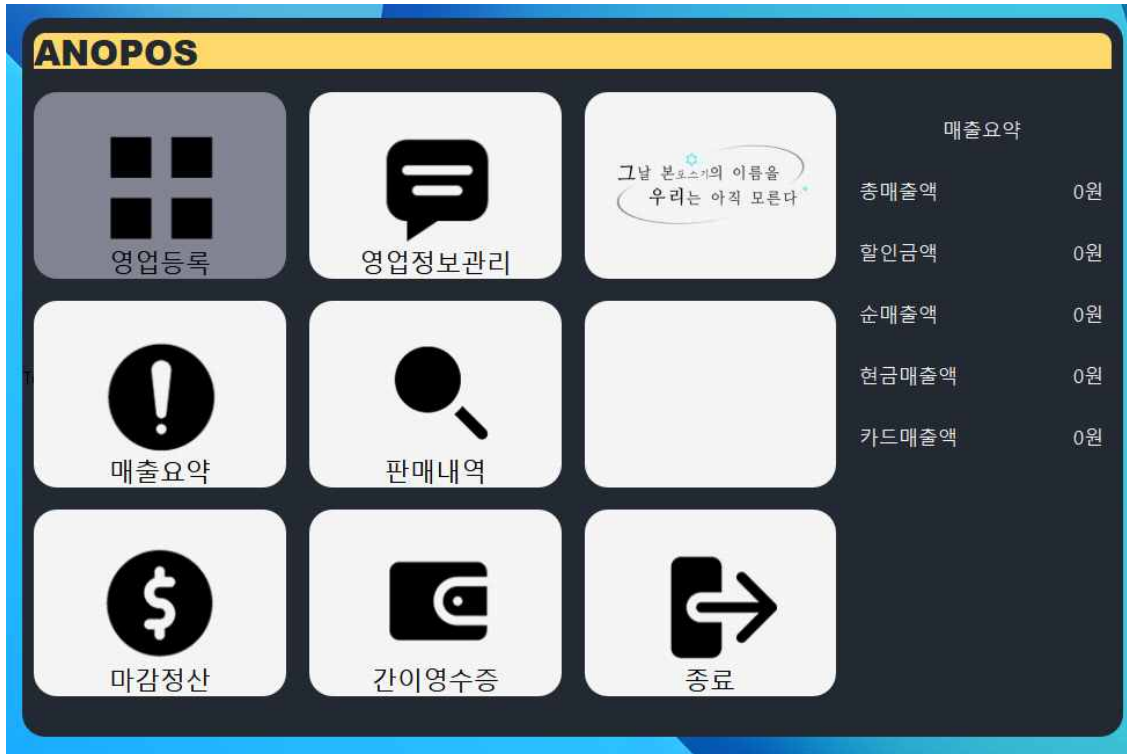 ANOPOS
영업등록
영업정보관리
그날 본포스기의 이름을
우리는 아직 모른다
매출요약
총매출액 0원
할인금액 0원
순매출액 0원
현금매출액 0원
카드매출액 0원
매출요약
판매내역
마감정산
간이영수증
종료